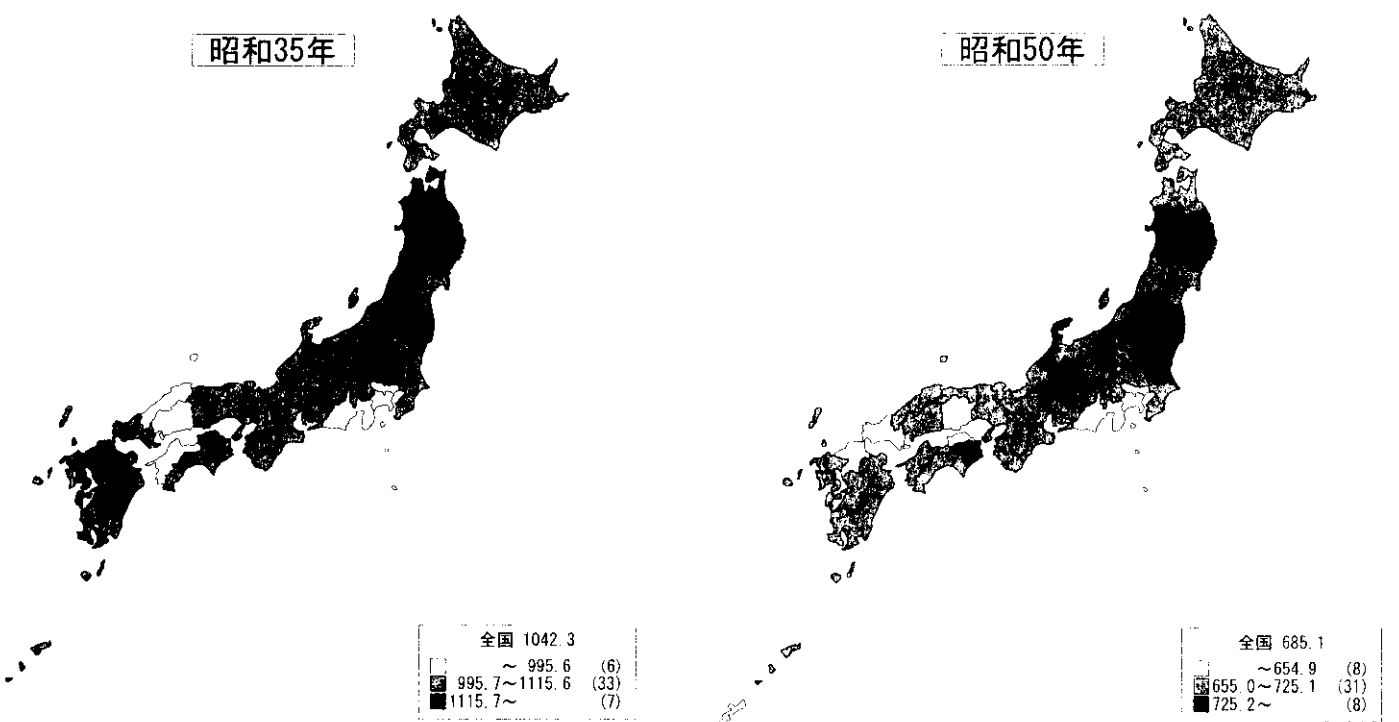 昭和35年
昭和50年
全国 1042.3
～ 995.6 (6)
995.7～1115.6 (33)
1115.7～ (7)
全国 685.1
～654.9 (8)
655.0～725.1 (31)
725.2～ (8)